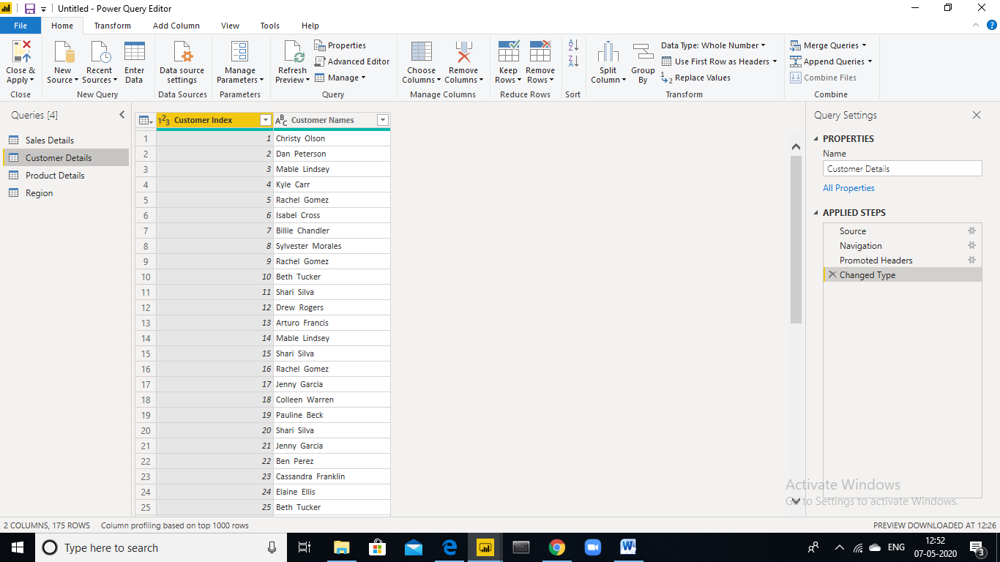 Untitled - Power Query Editor
File Home Transform Add Column View Tools Help
Close & Apply
New Source
Recent Sources
Enter Data
Data source settings
Manage Parameters
Refresh Preview
Properties
Advanced Editor
Manage
Choose Columns
Remove Columns
Keep Rows
Remove Rows
Split Column
Group By
Data Type: Whole Number
Use First Row as Headers
Replace Values
Merge Queries
Append Queries
Combine Files
Close New Query Data Sources Parameters Query Manage Columns Reduce Rows Sort Transform Combine
Queries [4]
Sales Details
Customer Details
Product Details
Region
Customer Index Customer Names
1 1 Christy Olson
2 2 Dan Peterson
3 3 Mable Lindsey
4 4 Kyle Carr
5 5 Rachel Gomez
6 6 Isabel Cross
7 7 Billie Chandler
8 8 Sylvester Morales
9 9 Rachel Gomez
10 10 Beth Tucker
11 11 Shari Silva
12 12 Drew Rogers
13 13 Arturo Francis
14 14 Mable Lindsey
15 15 Shari Silva
16 16 Rachel Gomez
17 17 Jenny Garcia
18 18 Colleen Warren
19 19 Pauline Beck
20 20 Shari Silva
21 21 Jenny Garcia
22 22 Ben Perez
23 23 Cassandra Franklin
24 24 Elaine Ellis
25 25 Beth Tucker
Query Settings
PROPERTIES
Name
Customer Details
All Properties
APPLIED STEPS
Source
Navigation
Promoted Headers
Changed Type
Activate Windows
Go to Settings to activate Windows.
2 COLUMNS, 175 ROWS Column profiling based on top 1000 rows
PREVIEW DOWNLOADED AT 12:26
Type here to search
ENG
12:52
07-05-2020
3